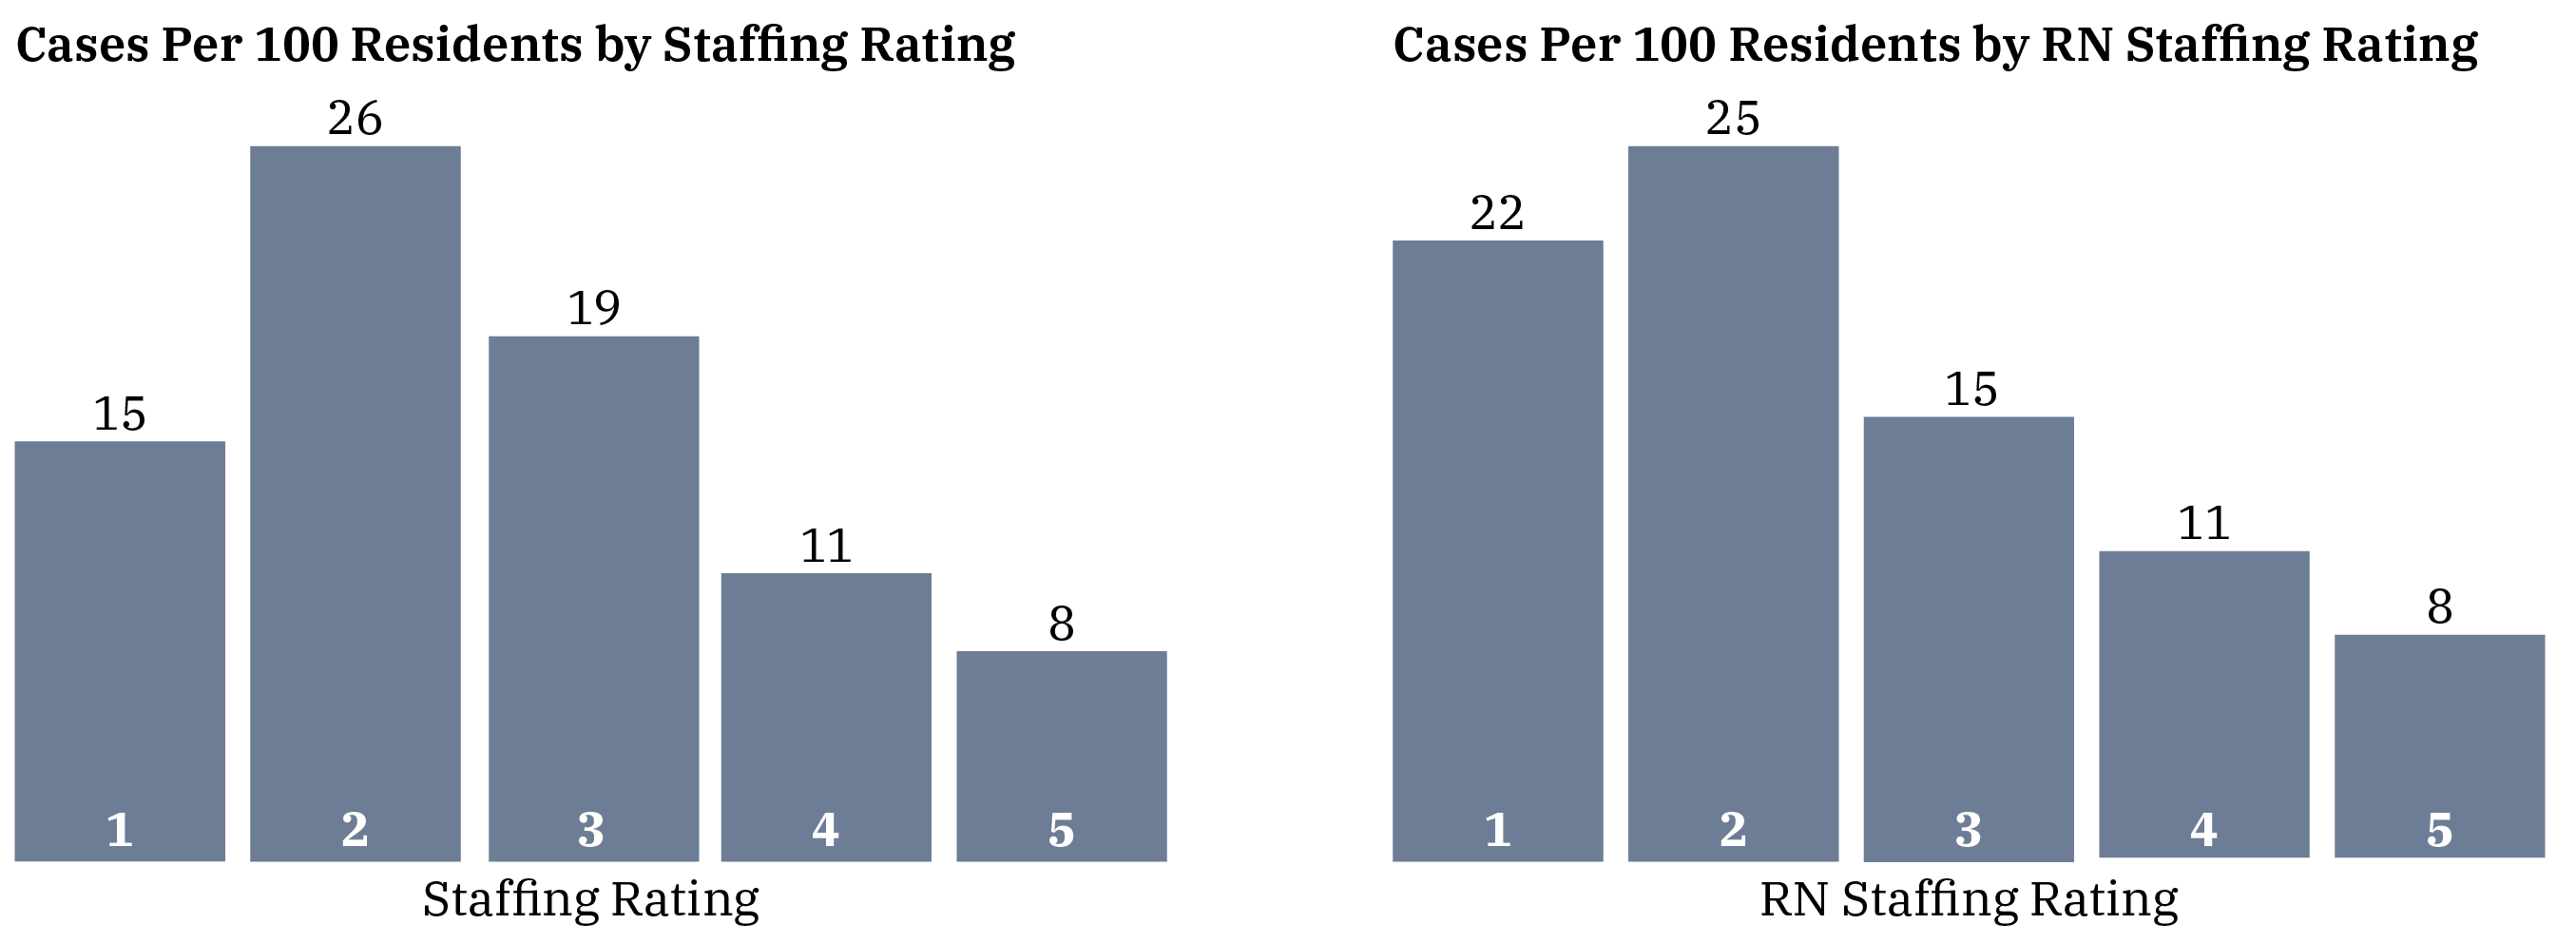 Cases Per 100 Residents by Staffing Rating
26
19
15
11
8
1 2 3 4 5
Staffing Rating
Cases Per 100 Residents by RN Staffing Rating
25
22
15
11
8
1 2 3 4 5
RN Staffing Rating